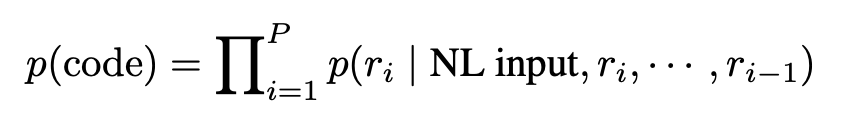 p(code) = ∏_{i=1}^{P} p(r_i | NL input, r_i, ⋯ , r_{i−1})